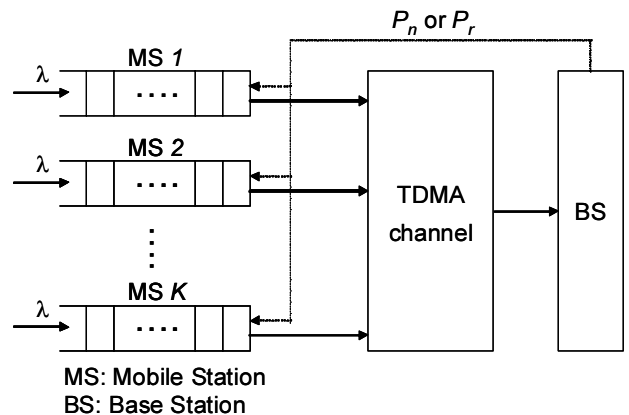 Pn or Pr
MS 1
λ
....
MS 2
λ
....
TDMA
channel
BS
MS K
λ
....
MS: Mobile Station
BS: Base Station